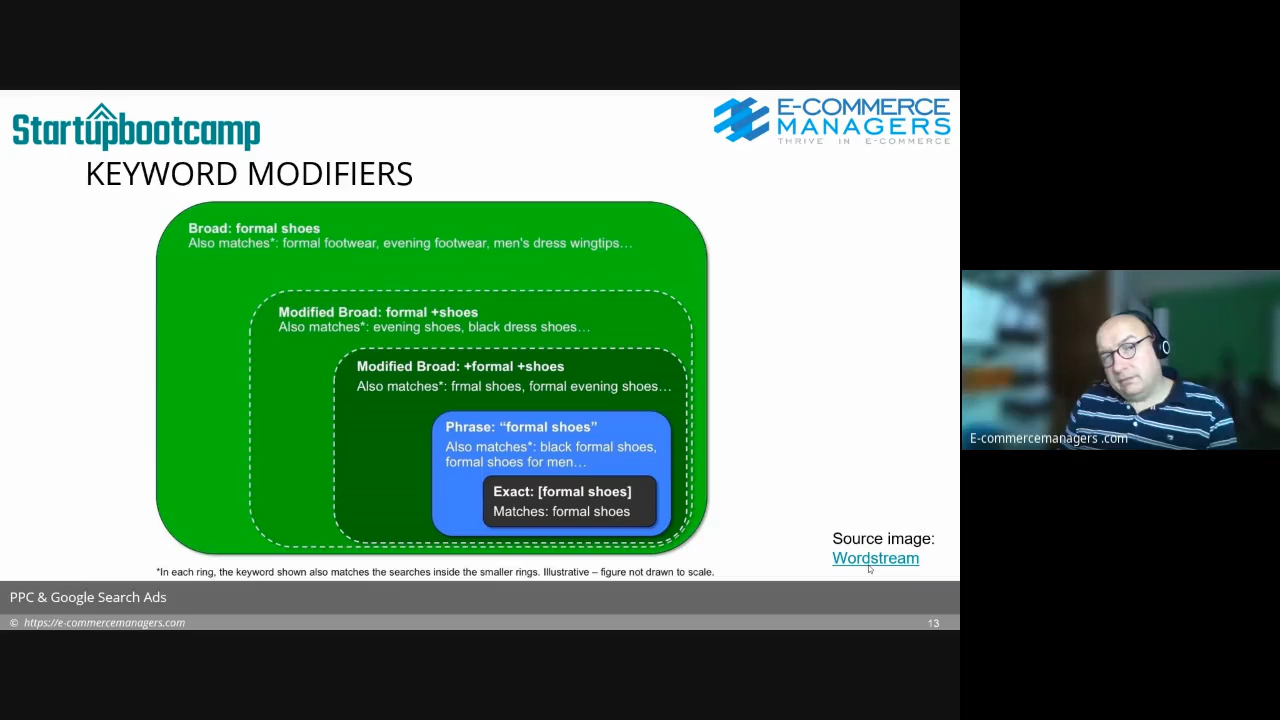 Startupbootcamp
E-COMMERCE
MANAGERS
THRIVE IN E-COMMERCE
KEYWORD MODIFIERS
Broad: formal shoes
Also matches*: formal footwear, evening footwear, men's dress wingtips…
Modified Broad: formal +shoes
Also matches*: evening shoes, black dress shoes…
Modified Broad: +formal +shoes
Also matches*: frmal shoes, formal evening shoes…
Phrase: “formal shoes”
Also matches*: black formal shoes,
formal shoes for men…
Exact: [formal shoes]
Matches: formal shoes
*In each ring, the keyword shown also matches the searches inside the smaller rings. Illustrative – figure not drawn to scale.
Source image:
Wordstream
PPC & Google Search Ads
© https://e-commercemanagers.com
13
E-commercemanagers .com